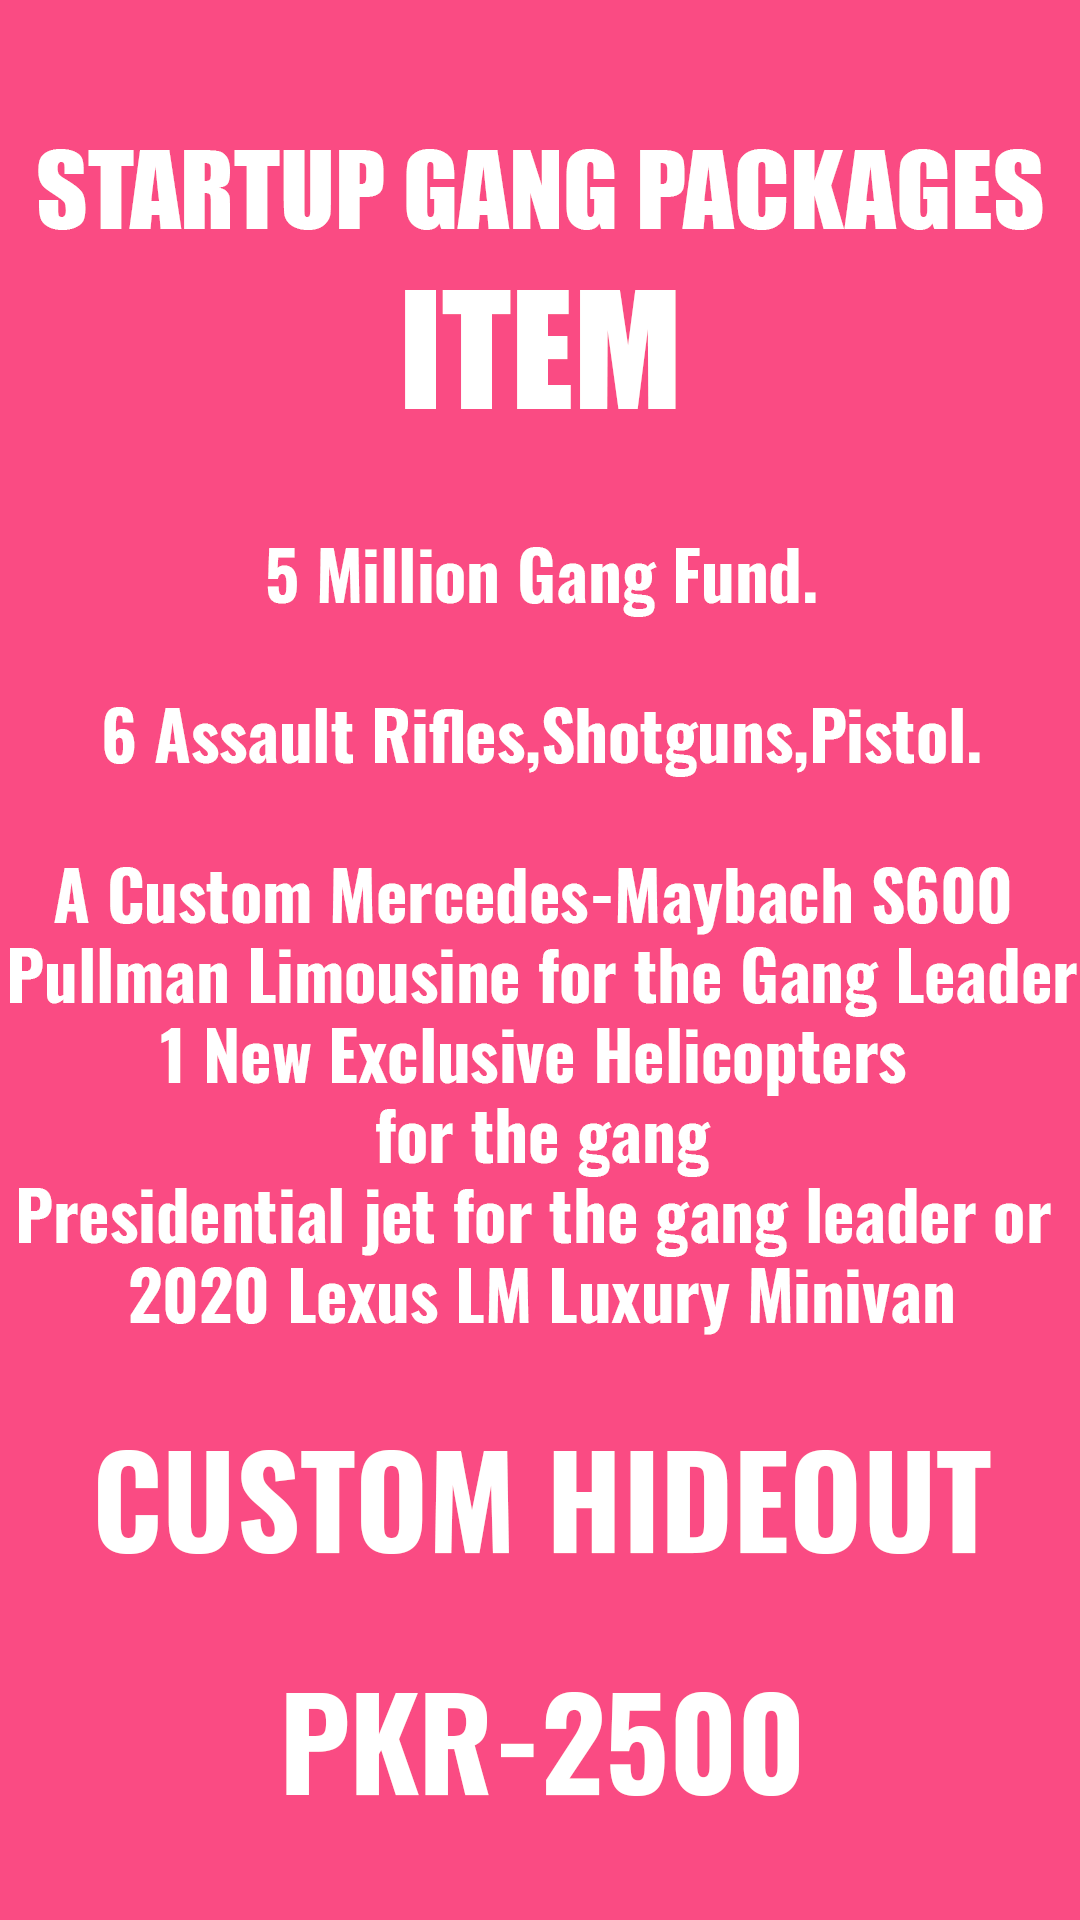 STARTUP GANG PACKAGES
ITEM
5 Million Gang Fund.
6 Assault Rifles,Shotguns,Pistol.
A Custom Mercedes-Maybach S600
Pullman Limousine for the Gang Leader
1 New Exclusive Helicopters
for the gang
Presidential jet for the gang leader or
2020 Lexus LM Luxury Minivan
CUSTOM HIDEOUT
PKR-2500